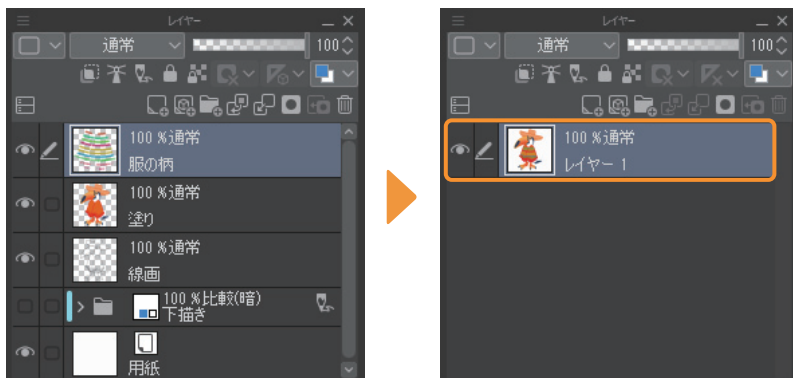 レイヤー
通常 100
100 %通常
服の柄
100 %通常
塗り
100 %通常
線画
100 %比較(暗)
下描き
用紙
レイヤー
通常 100
100 %通常
レイヤー 1